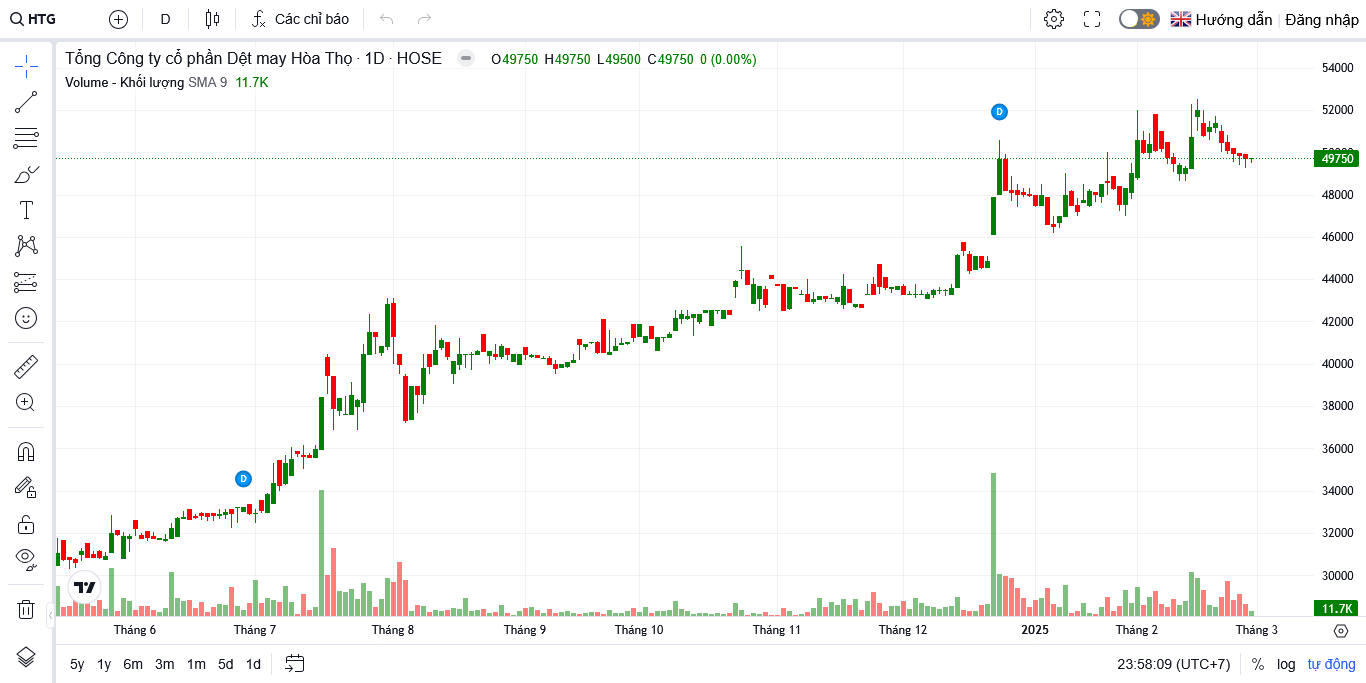 HTG D Các chỉ báo Hướng dẫn Đăng nhập
Tổng Công ty cổ phần Dệt may Hòa Thọ · 1D · HOSE O49750 H49750 L49500 C49750 0 (0.00%)
Volume - Khối lượng SMA 9 11.7K
54000
52000
D
50000
49750
48000
46000
44000
42000
40000
38000
36000
D
34000
32000
30000
11.7K
Tháng 6 Tháng 7 Tháng 8 Tháng 9 Tháng 10 Tháng 11 Tháng 12 2025 Tháng 2 Tháng 3
5y 1y 6m 3m 1m 5d 1d 23:58:09 (UTC+7) % log tự động